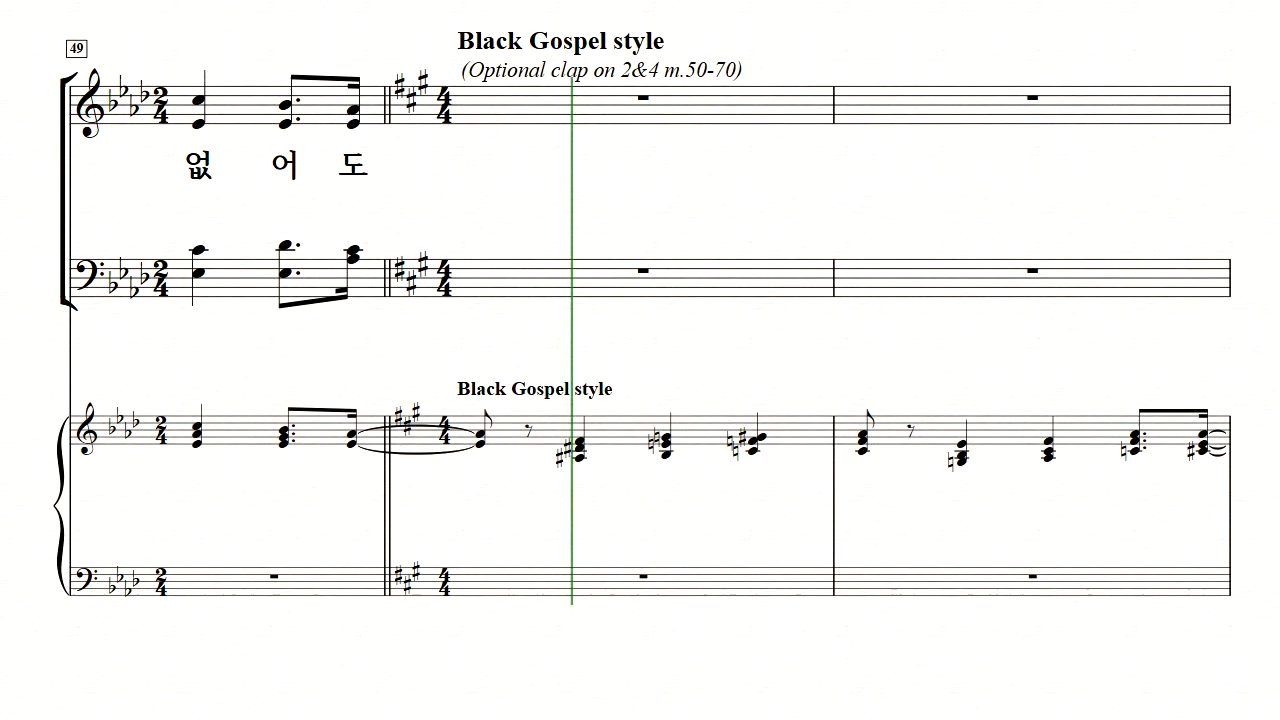 49
Black Gospel style
(Optional clap on 2&4 m.50-70)
없 어 도
Black Gospel style